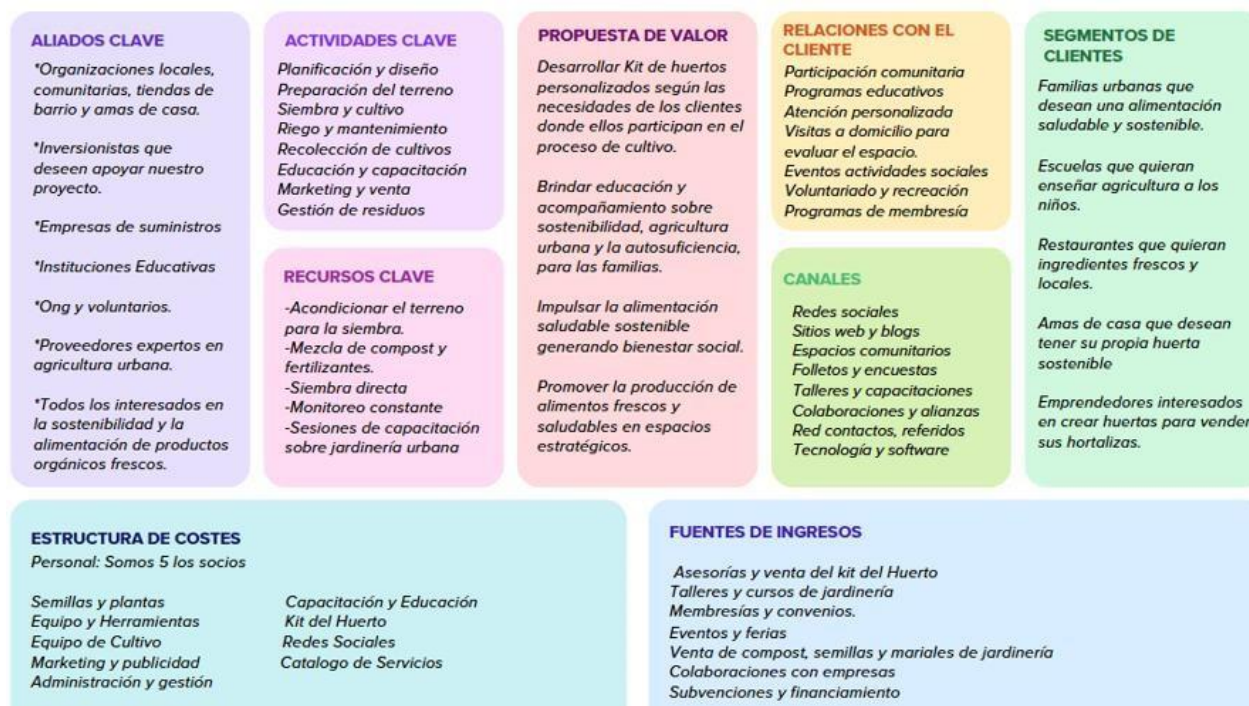 ALIADOS CLAVE
*Organizaciones locales,
comunitarias, tiendas de
barrio y amas de casa.
*Inversionistas que
deseen apoyar nuestro
proyecto.
*Empresas de suministros
*Instituciones Educativas
*Ong y voluntarios.
*Proveedores expertos en
agricultura urbana.
*Todos los interesados en
la sostenibilidad y la
alimentación de productos
orgánicos frescos.
ACTIVIDADES CLAVE
Planificación y diseño
Preparación del terreno
Siembra y cultivo
Riego y mantenimiento
Recolección de cultivos
Educación y capacitación
Marketing y venta
Gestión de residuos
RECURSOS CLAVE
-Acondicionar el terreno
para la siembra.
-Mezcla de compost y
fertilizantes.
-Siembra directa
-Monitoreo constante
-Sesiones de capacitación
sobre jardinería urbana
PROPUESTA DE VALOR
Desarrollar Kit de huertos
personalizados según las
necesidades de los clientes
donde ellos participan en el
proceso de cultivo.
Brindar educación y
acompañamiento sobre
sostenibilidad, agricultura
urbana y la autosuficiencia,
para las familias.
Impulsar la alimentación
saludable sostenible
generando bienestar social.
Promover la producción de
alimentos frescos y
saludables en espacios
estratégicos.
RELACIONES CON EL
CLIENTE
Participación comunitaria
Programas educativos
Atención personalizada
Visitas a domicilio para
evaluar el espacio.
Eventos actividades sociales
Voluntariado y recreación
Programas de membresía
CANALES
Redes sociales
Sitios web y blogs
Espacios comunitarios
Folletos y encuestas
Talleres y capacitaciones
Colaboraciones y alianzas
Red contactos, referidos
Tecnología y software
SEGMENTOS DE
CLIENTES
Familias urbanas que
desean una alimentación
saludable y sostenible.
Escuelas que quieran
enseñar agricultura a los
niños.
Restaurantes que quieran
ingredientes frescos y
locales.
Amas de casa que desean
tener su propia huerta
sostenible
Emprendedores interesados
en crear huertas para vender
sus hortalizas.
ESTRUCTURA DE COSTES
Personal: Somos 5 los socios
Semillas y plantas
Equipo y Herramientas
Equipo de Cultivo
Marketing y publicidad
Administración y gestión
Capacitación y Educación
Kit del Huerto
Redes Sociales
Catalogo de Servicios
FUENTES DE INGRESOS
Asesorías y venta del kit del Huerto
Talleres y cursos de jardinería
Membresías y convenios.
Eventos y ferias
Venta de compost, semillas y mariales de jardinería
Colaboraciones con empresas
Subvenciones y financiamiento